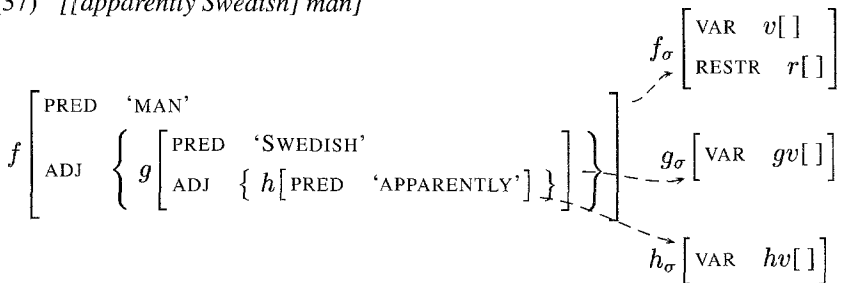 (37) [[apparently Swedish] man]
f [ PRED ‘MAN’
ADJ { g [ PRED ‘SWEDISH’
ADJ { h [ PRED ‘APPARENTLY’ ] } ] } ]
fσ [ VAR v[ ]
RESTR r[ ] ]
gσ [ VAR gv[ ] ]
hσ [ VAR hv[ ] ]